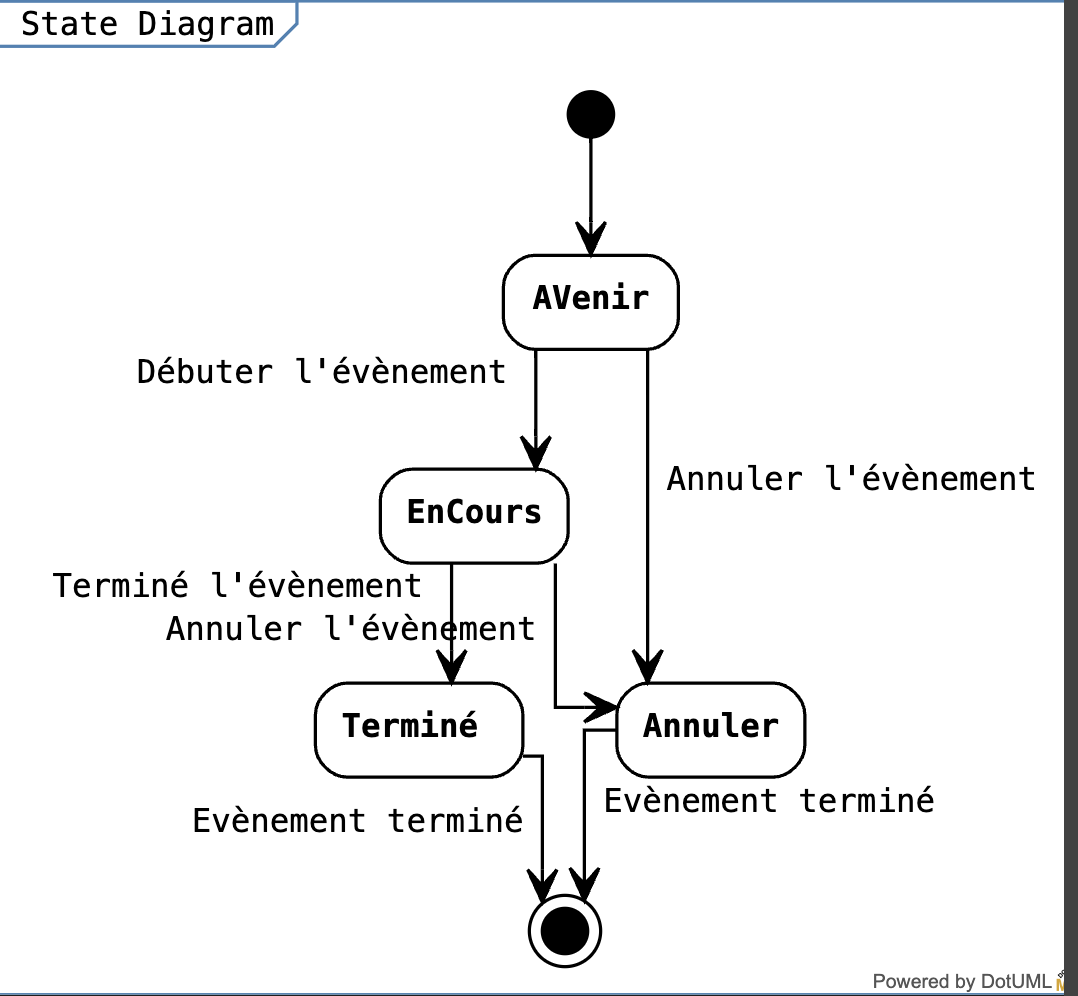 State Diagram
AVenir
Débuter l'évènement
Annuler l'évènement
EnCours
Terminé l'évènement
Annuler l'évènement
Terminé
Annuler
Evènement terminé
Evènement terminé
Powered by DotUML